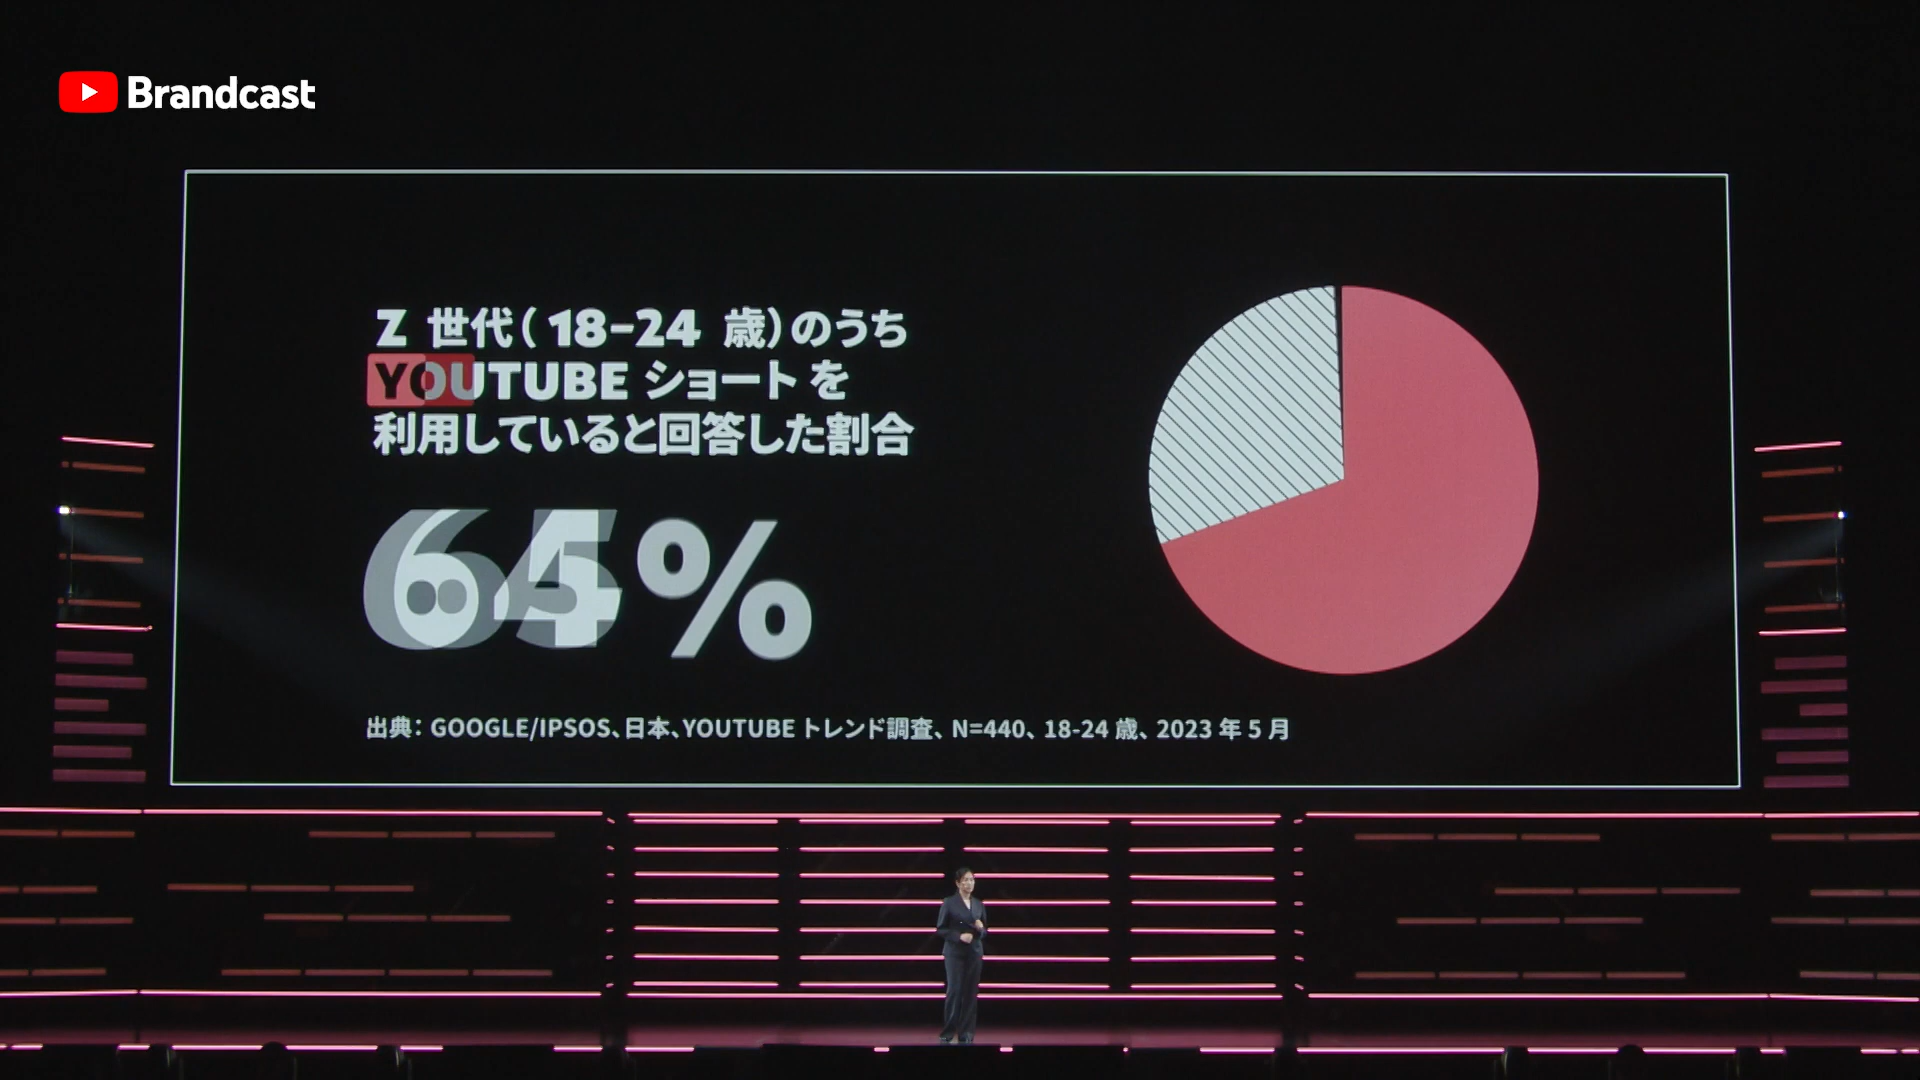 Brandcast
Z 世代（18-24 歳）のうち
YOUTUBE ショート を
利用していると回答した割合
%
出典： GOOGLE/IPSOS、日本、YOUTUBE トレンド調査、N=440、18-24 歳、2023 年 5 月